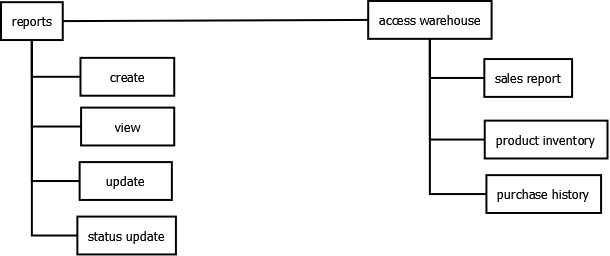 reports
access warehouse
create
sales report
view
product inventory
update
purchase history
status update